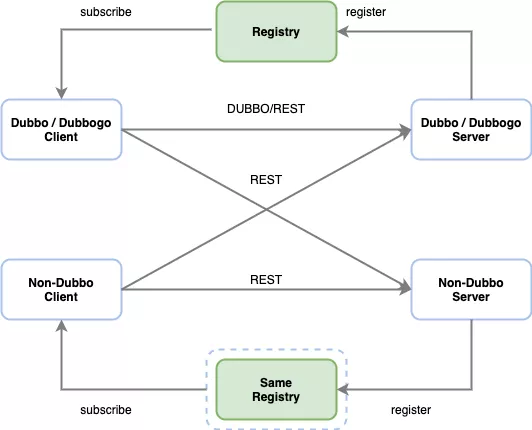 subscribe
Registry
register
Dubbo / Dubbogo
Client
DUBBO/REST
Dubbo / Dubbogo
Server
REST
Non-Dubbo
Client
REST
Non-Dubbo
Server
Same
Registry
subscribe
register